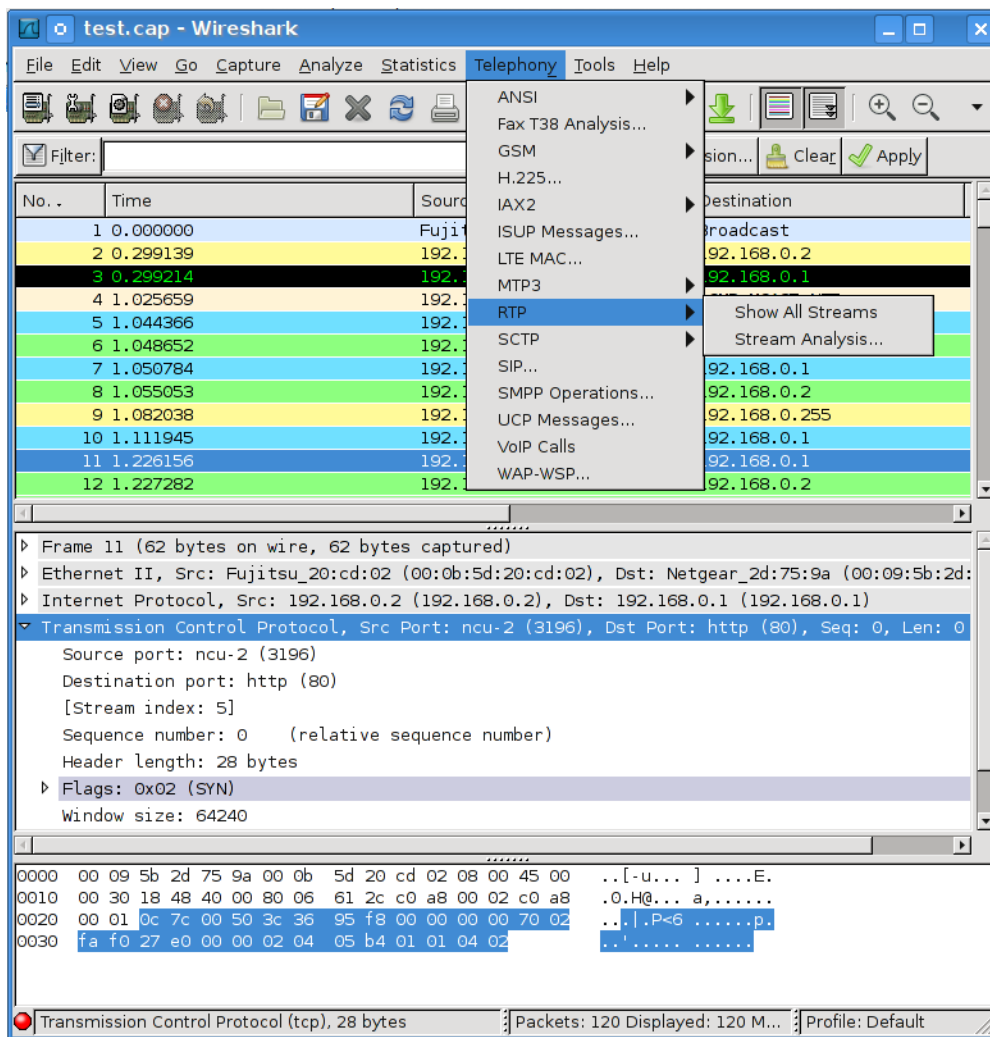 test.cap - Wireshark
File Edit View Go Capture Analyze Statistics Telephony Tools Help
ANSI
Fax T38 Analysis...
GSM
H.225...
IAX2
ISUP Messages...
LTE MAC...
MTP3
RTP
SCTP
SIP...
SMPP Operations...
UCP Messages...
VoIP Calls
WAP-WSP...
Show All Streams
Stream Analysis...
Filter: sion... Clear Apply
No. . Time Sourc Destination
1 0.000000 Fujit Broadcast
2 0.299139 192.1 192.168.0.2
3 0.299214 192.1 192.168.0.1
4 1.025659 192.1
5 1.044366 192.1
6 1.048652 192.1
7 1.050784 192.1 192.168.0.1
8 1.055053 192.1 192.168.0.2
9 1.082038 192.1 192.168.0.255
10 1.111945 192.1 192.168.0.1
11 1.226156 192.1 192.168.0.1
12 1.227282 192.1 192.168.0.2
Frame 11 (62 bytes on wire, 62 bytes captured)
Ethernet II, Src: Fujitsu_20:cd:02 (00:0b:5d:20:cd:02), Dst: Netgear_2d:75:9a (00:09:5b:2d:
Internet Protocol, Src: 192.168.0.2 (192.168.0.2), Dst: 192.168.0.1 (192.168.0.1)
Transmission Control Protocol, Src Port: ncu-2 (3196), Dst Port: http (80), Seq: 0, Len: 0
Source port: ncu-2 (3196)
Destination port: http (80)
[Stream index: 5]
Sequence number: 0 (relative sequence number)
Header length: 28 bytes
Flags: 0x02 (SYN)
Window size: 64240
0000 00 09 5b 2d 75 9a 00 0b 5d 20 cd 02 08 00 45 00 ..[-u... ] ....E.
0010 00 30 18 48 40 00 80 06 61 2c c0 a8 00 02 c0 a8 .0.H@... a,......
0020 00 01 0c 7c 00 50 3c 36 95 f8 00 00 00 00 70 02 ...|.P<6 ......p.
0030 fa f0 27 e0 00 00 02 04 05 b4 01 01 04 02 ..'..... ......
Transmission Control Protocol (tcp), 28 bytes Packets: 120 Displayed: 120 M... Profile: Default